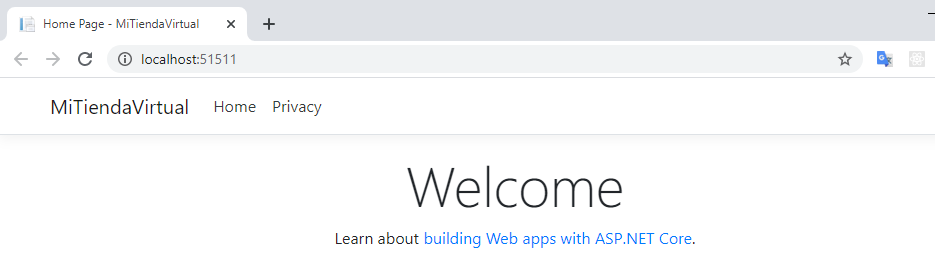 Home Page - MiTiendaVirtual
localhost:51511
MiTiendaVirtual Home Privacy
Welcome
Learn about building Web apps with ASP.NET Core.